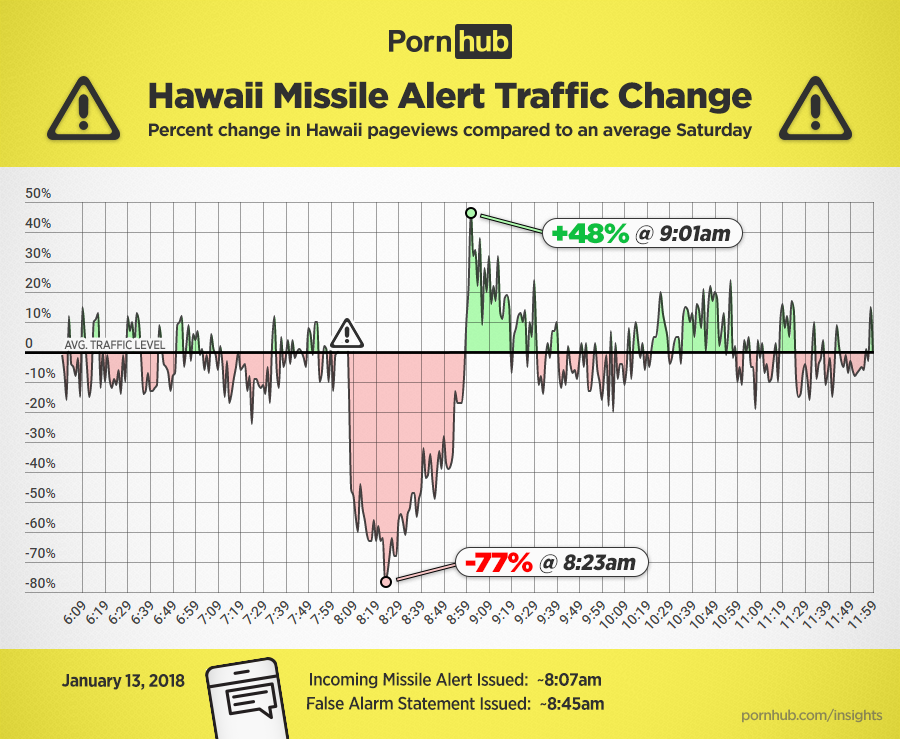 Pornhub
Hawaii Missile Alert Traffic Change
Percent change in Hawaii pageviews compared to an average Saturday
50%
40%
+48% @ 9:01am
30%
20%
10%
0
AVG. TRAFFIC LEVEL
-10%
-20%
-30%
-40%
-50%
-60%
-70%
-77% @ 8:23am
-80%
6:09 6:19 6:29 6:39 6:49 6:59 7:09 7:19 7:29 7:39 7:49 7:59 8:09 8:19 8:29 8:39 8:49 8:59 9:09 9:19 9:29 9:39 9:49 9:59 10:09 10:19 10:29 10:39 10:49 10:59 11:09 11:19 11:29 11:39 11:49 11:59
January 13, 2018
Incoming Missile Alert Issued: ~8:07am
False Alarm Statement Issued: ~8:45am
pornhub.com/insights